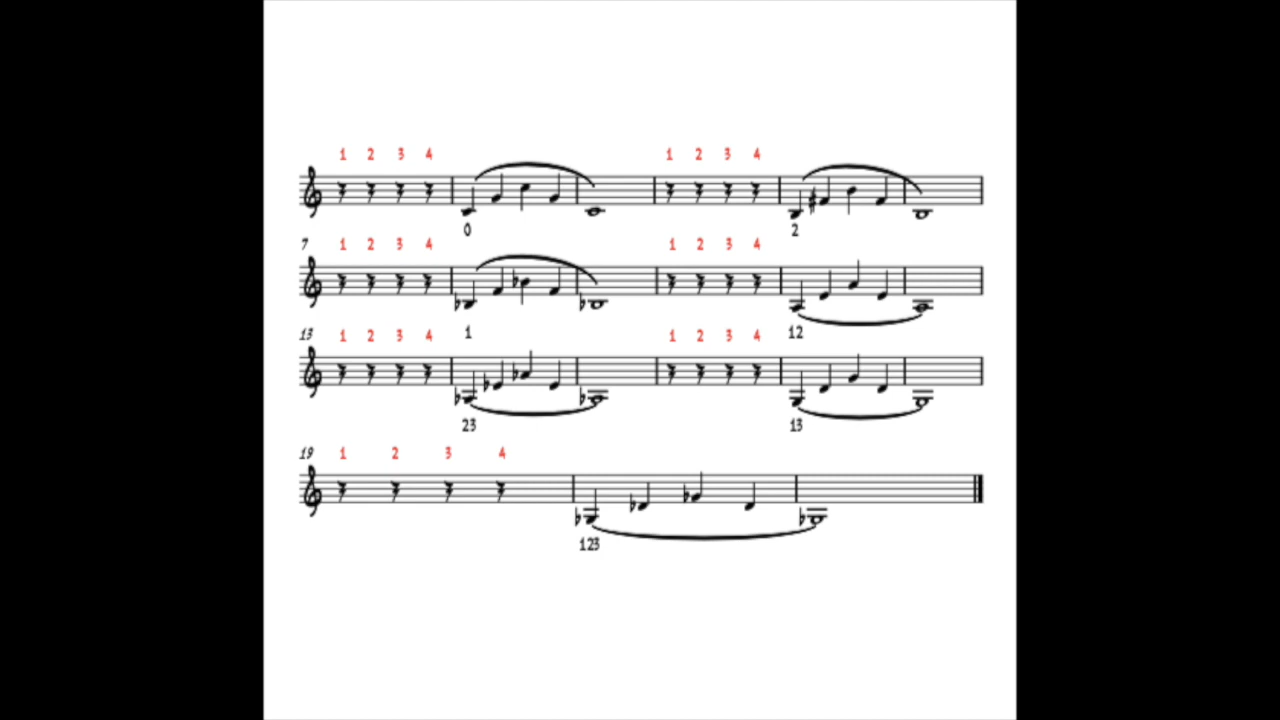 1 2 3 4 1 2 3 4
0 2
7 1 2 3 4 1 2 3 4
1 12
13 1 2 3 4 1 2 3 4
23 13
19 1 2 3 4
123